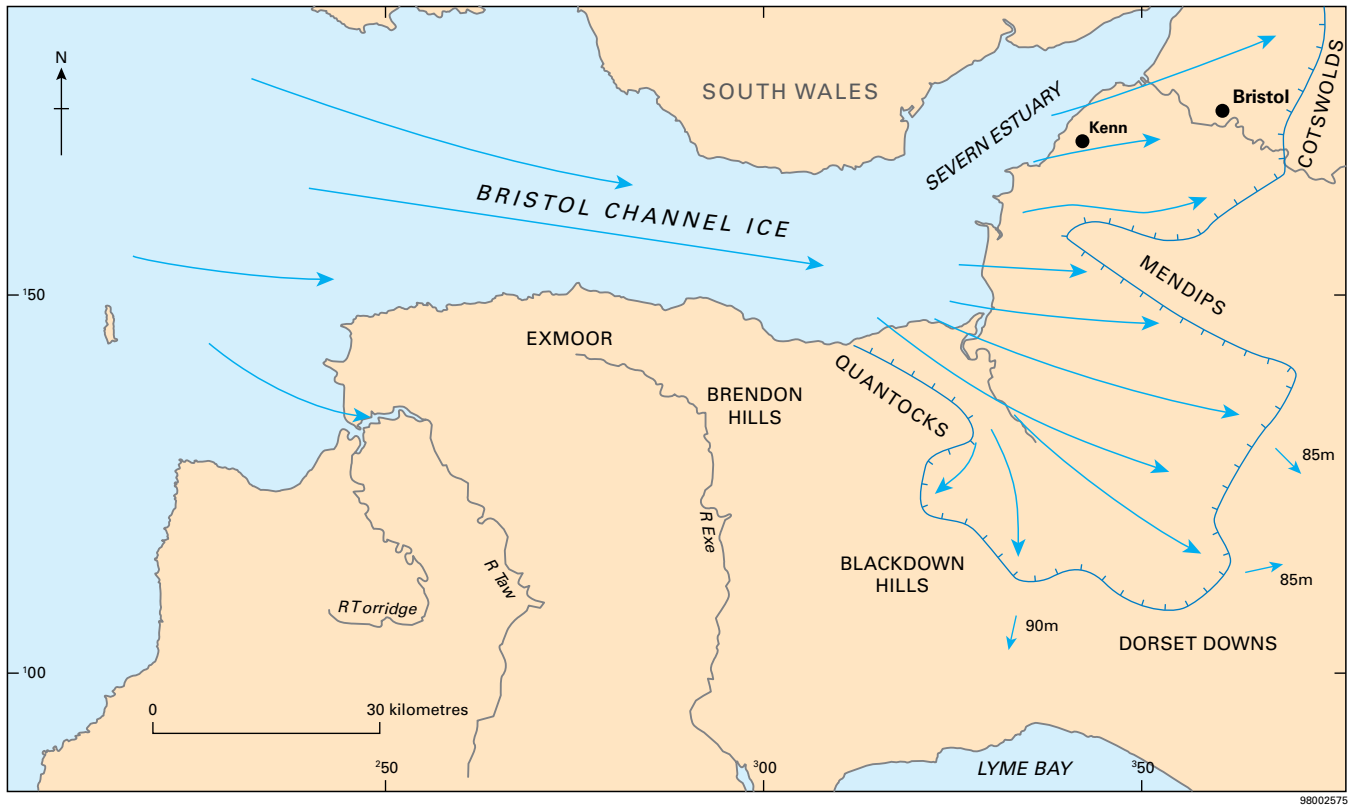 N
SOUTH WALES
COTSWOLDS
Bristol
Kenn
SEVERN ESTUARY
BRISTOL CHANNEL ICE
MENDIPS
150
EXMOOR
QUANTOCKS
BRENDON
HILLS
85m
R Exe
BLACKDOWN
HILLS
R Taw
85m
R Torridge
90m
DORSET DOWNS
100
0
30 kilometres
250
300
LYME BAY
350
98002575